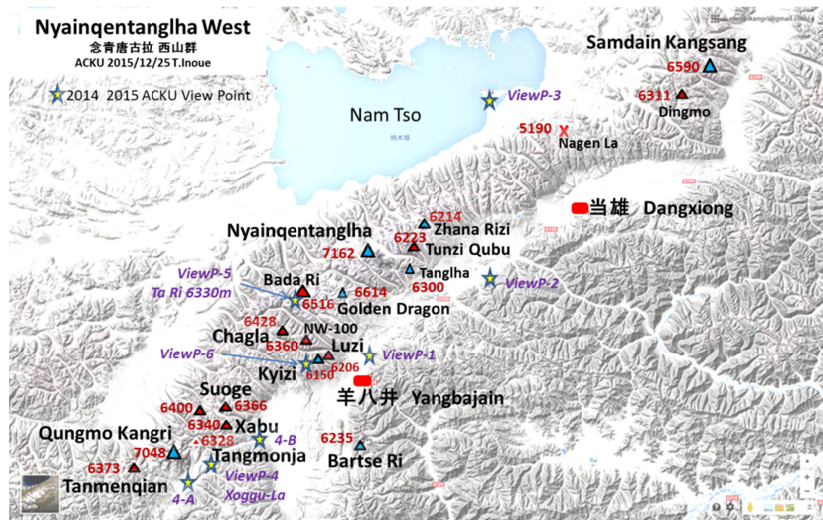 Nyainqentanglha West
念青唐古拉 西山群
ACKU 2015/12/25 T.Inoue
2014 2015 ACKU View Point
Samdain Kangsang
6590
6311
Dingmo
ViewP-3
Nam Tso
纳木错
5190
X
Nagen La
当雄 Dangxiong
6214
Zhana Rizi
Nyainqentanglha
7162
6223
Tunzi Qubu
Tanglha
6300
ViewP-2
ViewP-5
Ta Ri 6330m
Bada Ri
6516
6614
Golden Dragon
6428
NW-100
Chagla
6360
Luzi
ViewP-1
ViewP-6
Kyizi
6150
6206
羊八井 Yangbajain
Suoge
6400
6366
6340
Xabu
Qungmo Kangri
6328
4-B
7048
Tangmonja
6235
Bartse Ri
6373
Tanmenqian
4-A
ViewP-4
Xoggu-La
Earth